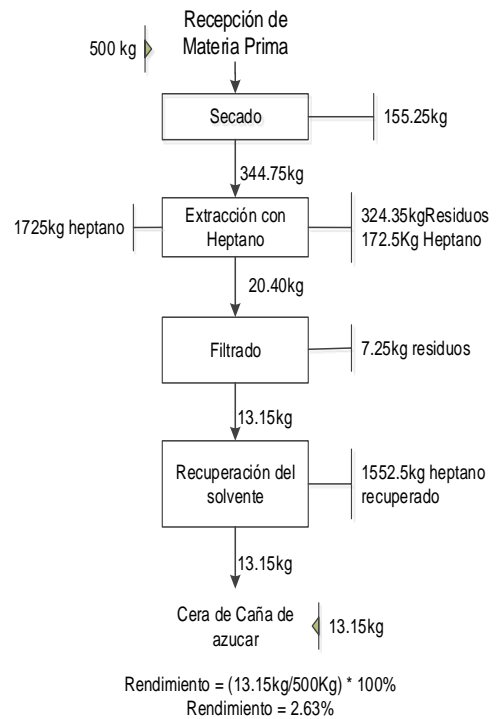 Recepción de
Materia Prima
500 kg
Secado
155.25kg
344.75kg
1725kg heptano
Extracción con
Heptano
324.35kgResiduos
172.5Kg Heptano
20.40kg
Filtrado
7.25kg residuos
13.15kg
Recuperación del
solvente
1552.5kg heptano
recuperado
13.15kg
Cera de Caña de
azucar
13.15kg
Rendimiento = (13.15kg/500Kg) * 100%
Rendimiento = 2.63%